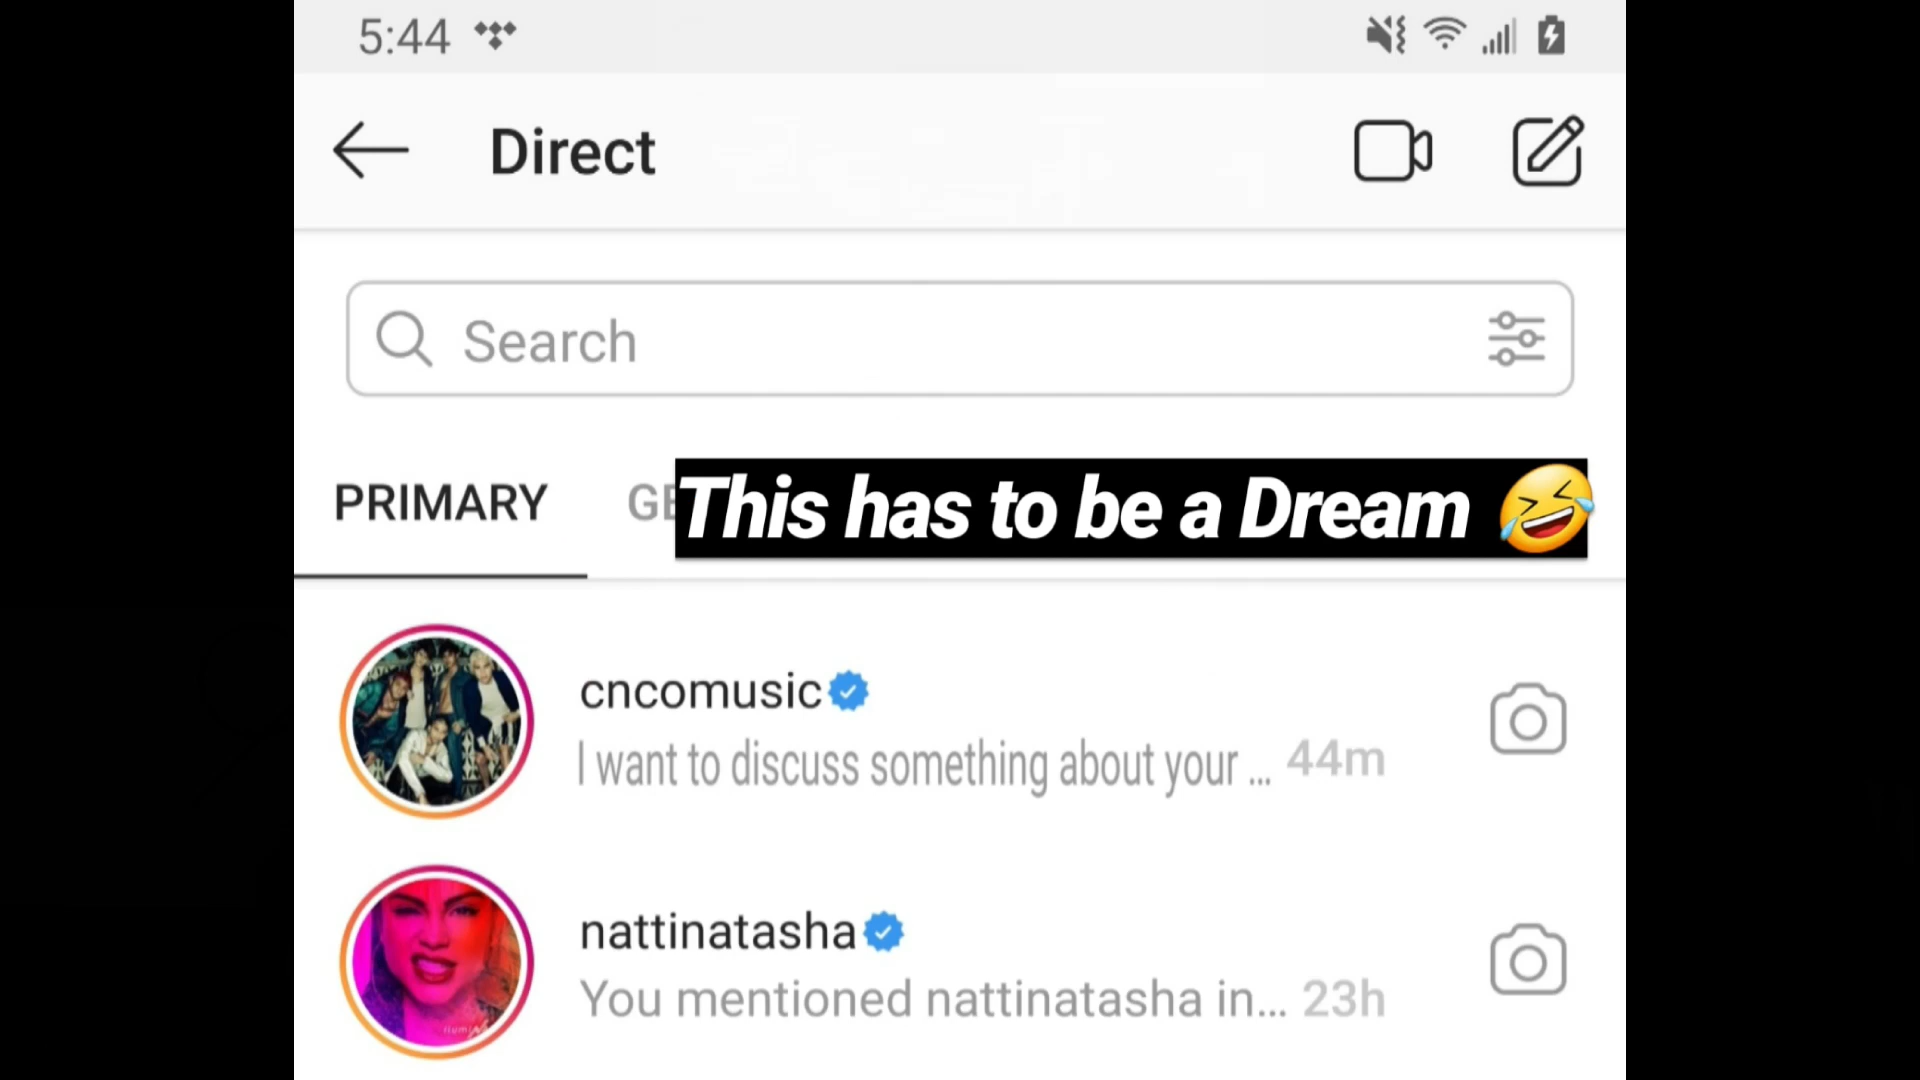 5:44
Direct
Search
PRIMARY GE
This has to be a Dream 🤣
cncomusic
I want to discuss something about your ... 44m
nattinatasha
You mentioned nattinatasha in... 23h